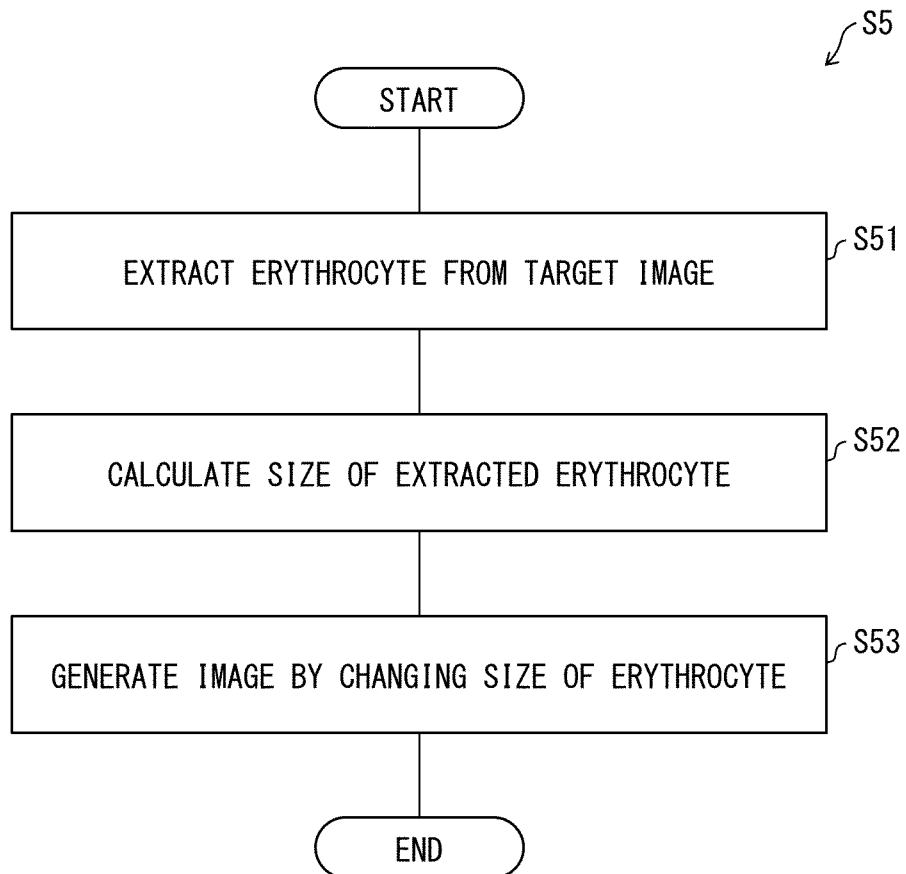 S5
START
S51
EXTRACT ERYTHROCYTE FROM TARGET IMAGE
S52
CALCULATE SIZE OF EXTRACTED ERYTHROCYTE
S53
GENERATE IMAGE BY CHANGING SIZE OF ERYTHROCYTE
END